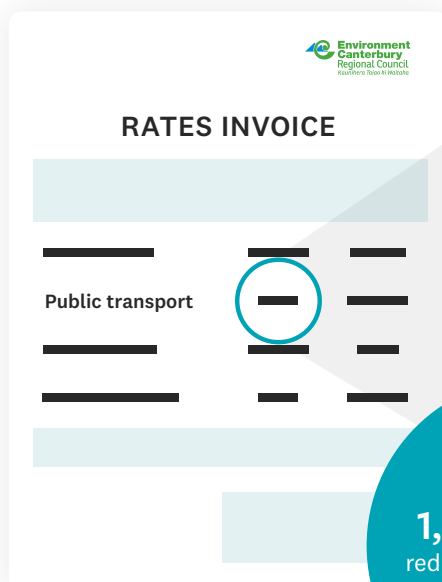 Environment
Canterbury
Regional Council
Kaunihera Taiao ki Waitaha
RATES INVOICE
Public transport
1,
red